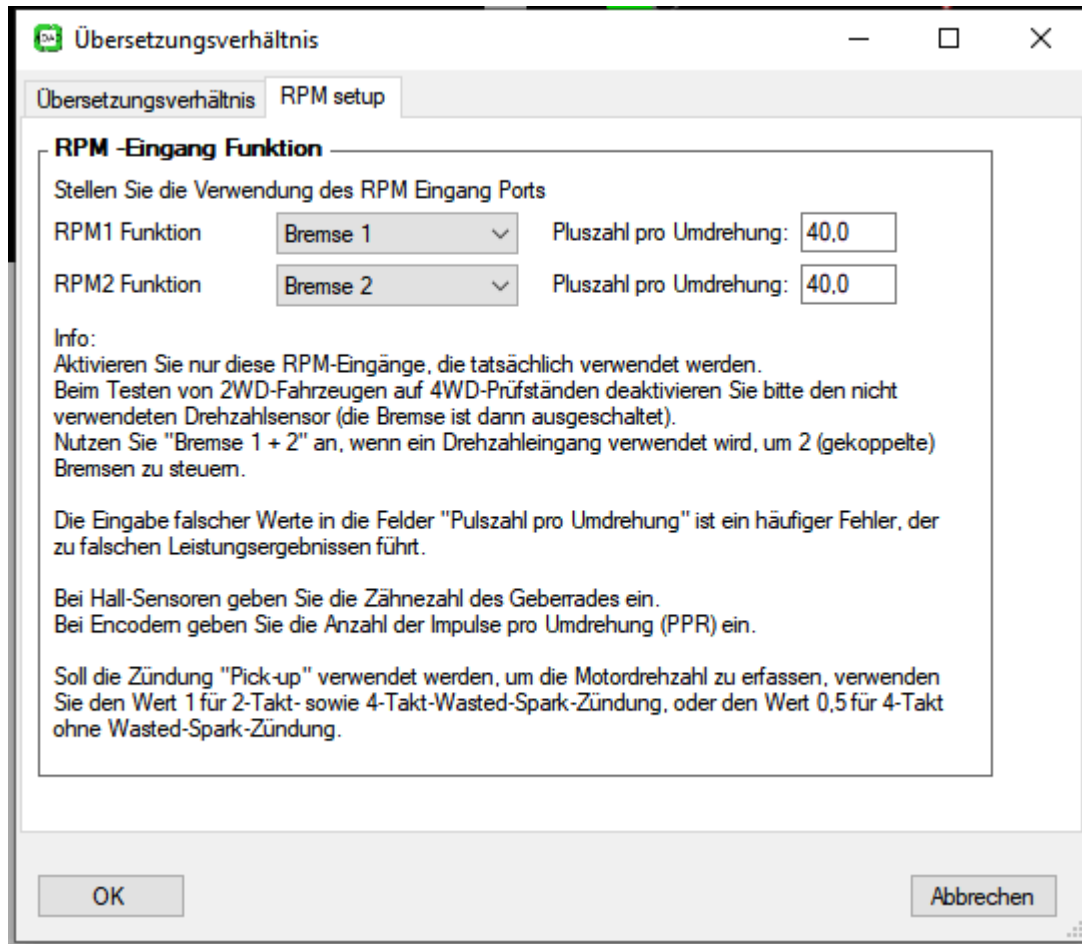 Übersetzungsverhältnis
Übersetzungsverhältnis RPM setup
RPM -Eingang Funktion
Stellen Sie die Verwendung des RPM Eingang Ports
RPM1 Funktion Bremse 1 Pluszahl pro Umdrehung: 40,0
RPM2 Funktion Bremse 2 Pluszahl pro Umdrehung: 40,0
Info:
Aktivieren Sie nur diese RPM-Eingänge, die tatsächlich verwendet werden.
Beim Testen von 2WD-Fahrzeugen auf 4WD-Prüfständen deaktivieren Sie bitte den nicht
verwendeten Drehzahlsensor (die Bremse ist dann ausgeschaltet).
Nutzen Sie "Bremse 1 + 2" an, wenn ein Drehzahleingang verwendet wird, um 2 (gekoppelte)
Bremsen zu steuern.
Die Eingabe falscher Werte in die Felder "Pulszahl pro Umdrehung" ist ein häufiger Fehler, der
zu falschen Leistungsergebnissen führt.
Bei Hall-Sensoren geben Sie die Zähnezahl des Geberrades ein.
Bei Encodern geben Sie die Anzahl der Impulse pro Umdrehung (PPR) ein.
Soll die Zündung "Pick-up" verwendet werden, um die Motordrehzahl zu erfassen, verwenden
Sie den Wert 1 für 2-Takt- sowie 4-Takt-Wasted-Spark-Zündung, oder den Wert 0,5 für 4-Takt
ohne Wasted-Spark-Zündung.
OK Abbrechen